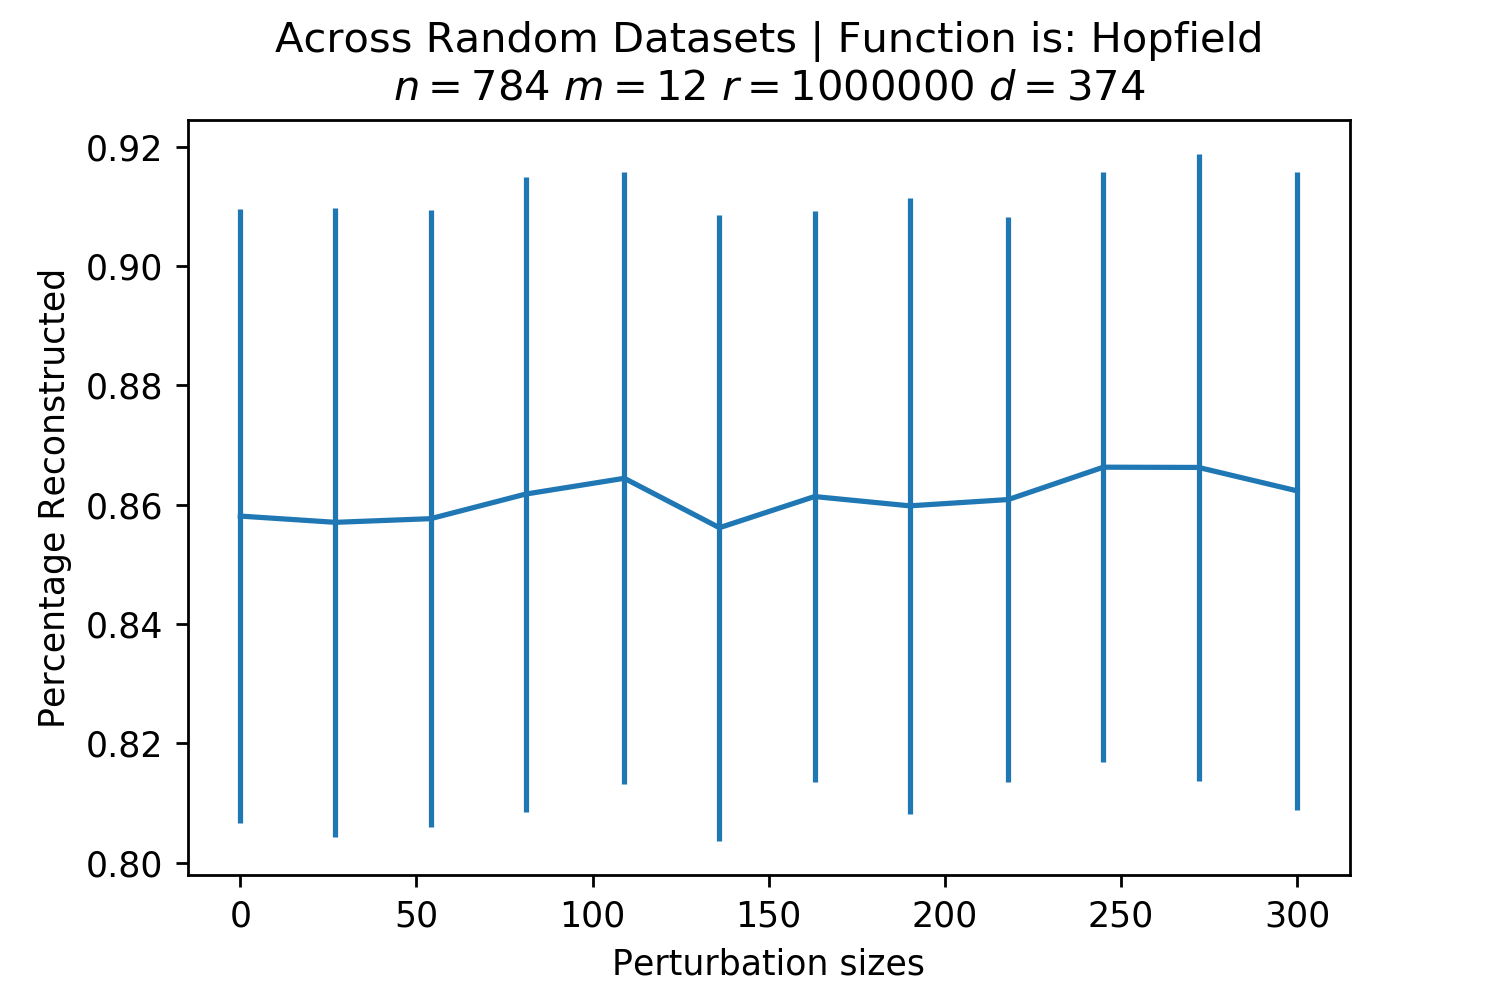 Across Random Datasets | Function is: Hopfield
n = 784 m = 12 r = 1000000 d = 374
0.92
0.90
0.88
0.86
0.84
0.82
0.80
Percentage Reconstructed
0 50 100 150 200 250 300
Perturbation sizes